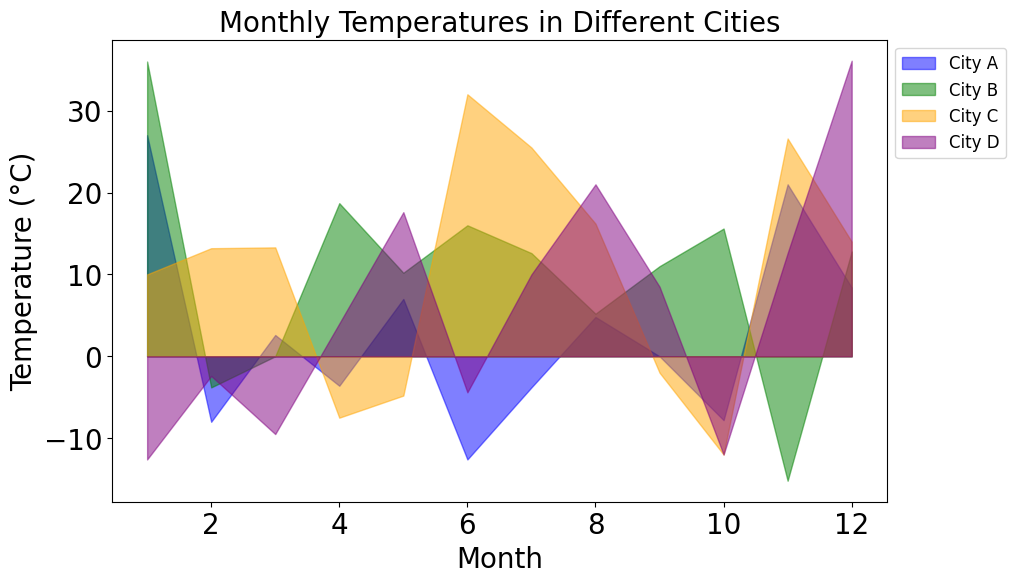 Monthly Temperatures in Different Cities
City A
City B
City C
City D
Temperature (°C)
30
20
10
0
−10
2 4 6 8 10 12
Month